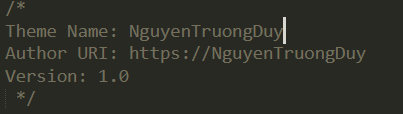 /*
Theme Name: NguyenTruongDuy
Author URI: https://NguyenTruongDuy
Version: 1.0
*/